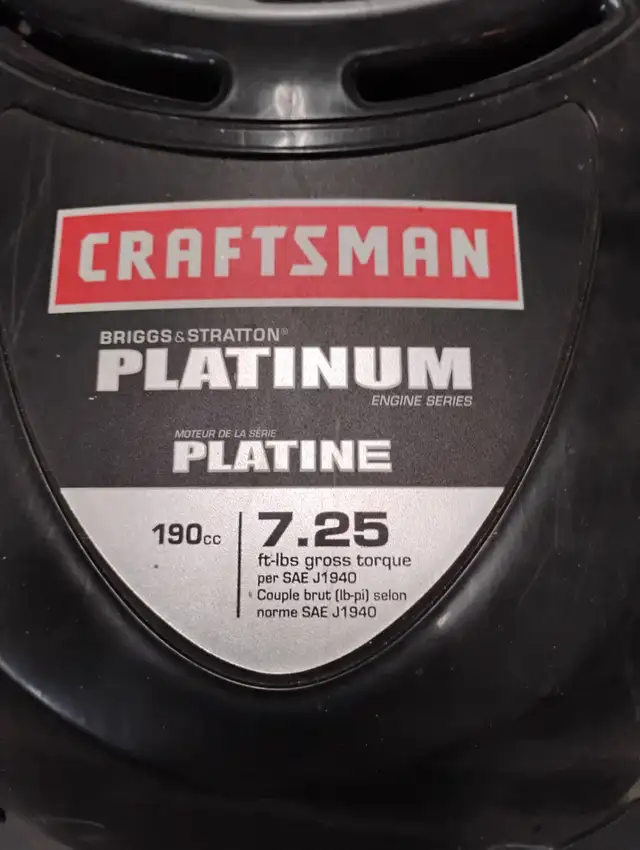 CRAFTSMAN
BRIGGS & STRATTON®
PLATINUM
ENGINE SERIES
MOTEUR DE LA SÉRIE
PLATINE
190cc
7.25
ft-lbs gross torque
per SAE J1940
Couple brut (lb-pi) selon
norme SAE J1940